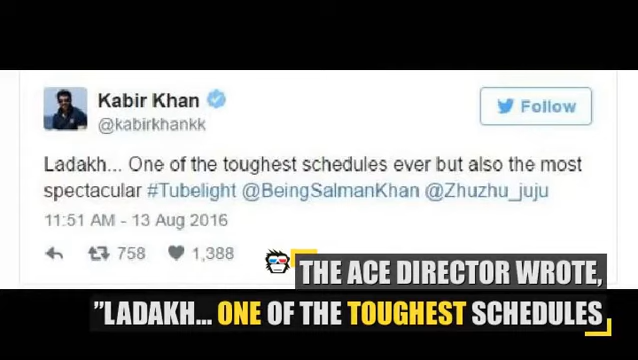 Kabir Khan
@kabirkhankk
Follow
Ladakh... One of the toughest schedules ever but also the most
spectacular #Tubelight @BeingSalmanKhan @Zhuzhu_juju
11:51 AM - 13 Aug 2016
758 1,388
THE ACE DIRECTOR WROTE,
"LADAKH... ONE OF THE TOUGHEST SCHEDULES